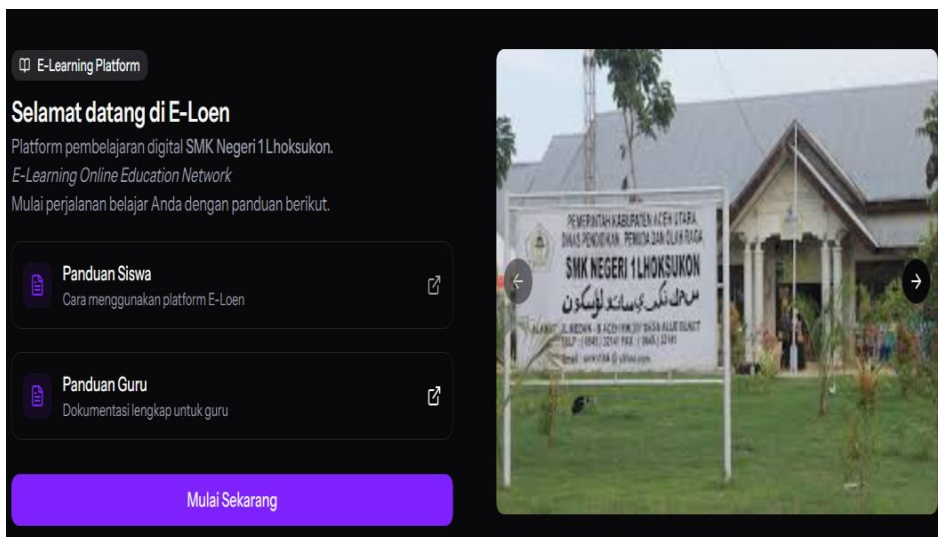 E-Learning Platform
Selamat datang di E-Loen
Platform pembelajaran digital SMK Negeri 1 Lhoksukon.
E-Learning Online Education Network
Mulai perjalanan belajar Anda dengan panduan berikut.
Panduan Siswa
Cara menggunakan platform E-Loen
Panduan Guru
Dokumentasi lengkap untuk guru
Mulai Sekarang
PEMERINTAH KABUPATEN ACEH UTARA
DINAS PENDIDIKAN PEMUDA DAN OLAH RAGA
SMK NEGERI 1 LHOKSUKON